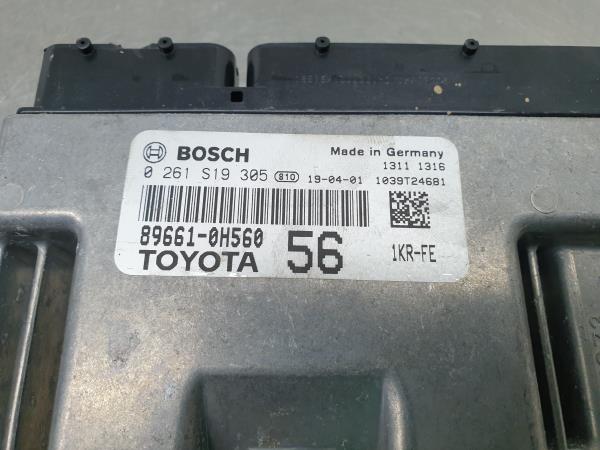 BOSCH Made in Germany
1311 1316
0 261 S19 305 810 19-04-01 1039T24681
89661-0H560 56
TOYOTA 1KR-FE